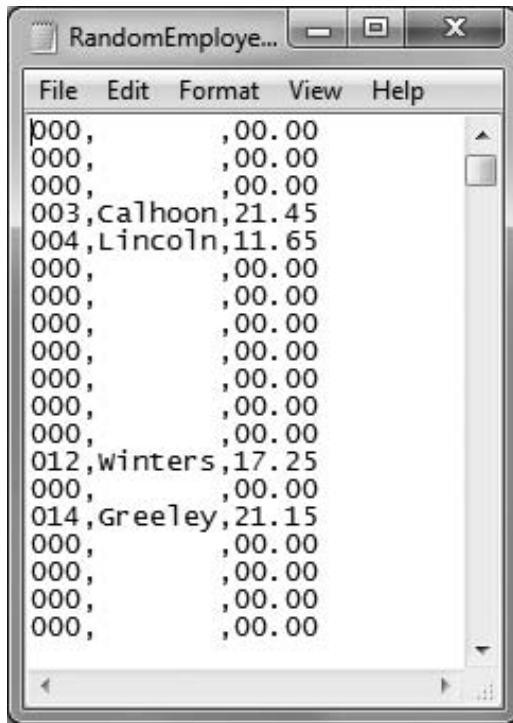 RandomEmploye...
File Edit Format View Help
000,       ,00.00
000,       ,00.00
000,       ,00.00
003,Calhoon,21.45
004,Lincoln,11.65
000,       ,00.00
000,       ,00.00
000,       ,00.00
000,       ,00.00
000,       ,00.00
000,       ,00.00
000,       ,00.00
012,Winters,17.25
000,       ,00.00
014,Greeley,21.15
000,       ,00.00
000,       ,00.00
000,       ,00.00
000,       ,00.00